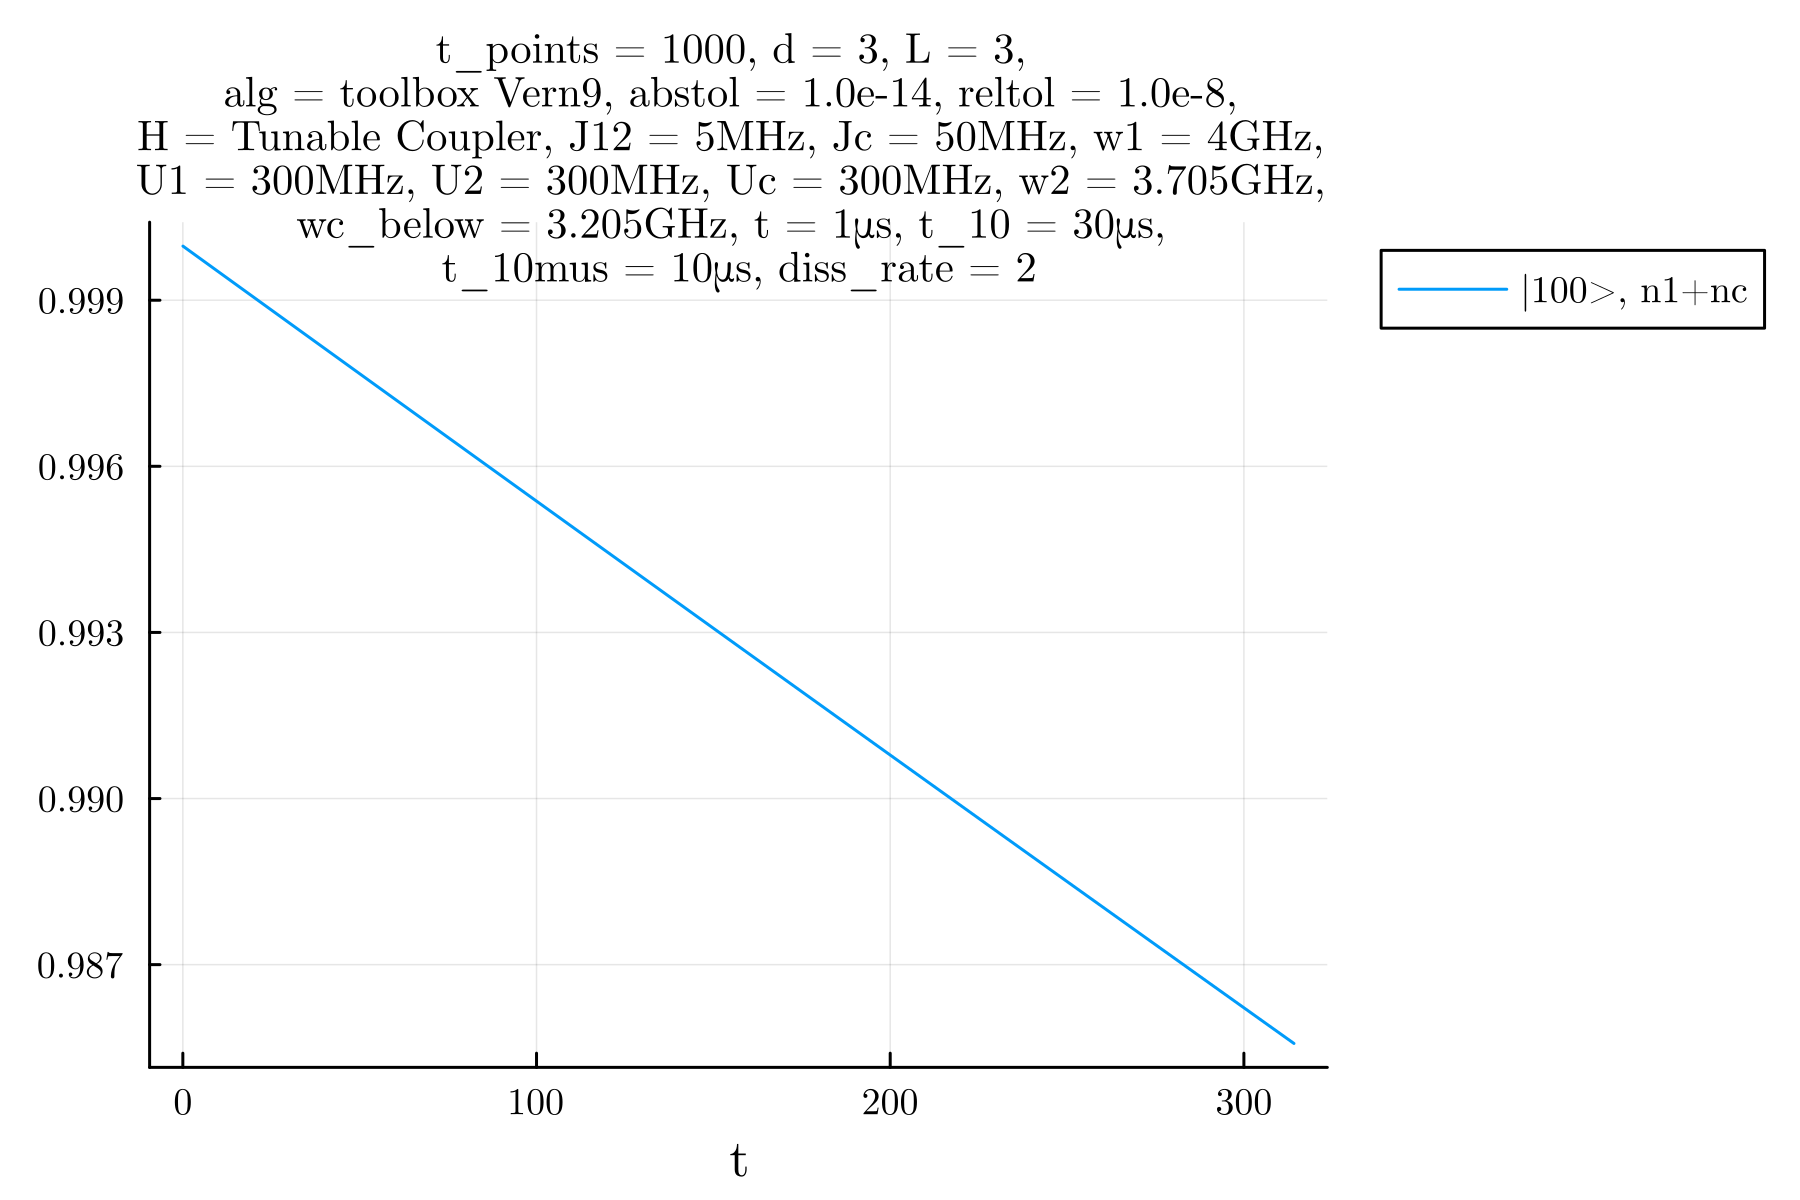 t_points = 1000, d = 3, L = 3,
alg = toolbox Vern9, abstol = 1.0e-14, reltol = 1.0e-8,
H = Tunable Coupler, J12 = 5MHz, Jc = 50MHz, w1 = 4GHz,
U1 = 300MHz, U2 = 300MHz, Uc = 300MHz, w2 = 3.705GHz,
wc_below = 3.205GHz, t = 1μs, t_10 = 30μs,
t_10mus = 10μs, diss_rate = 2
|100>, n1+nc
0.999
0.996
0.993
0.990
0.987
0 100 200 300
t